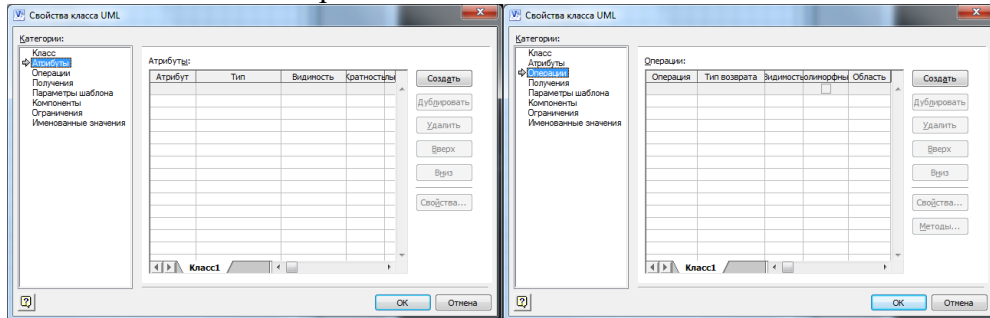 Свойства класса UML
Категории:
Класс
Атрибуты
Операции
Получения
Параметры шаблона
Компоненты
Ограничения
Именованные значения
Атрибуты:
Атрибут Тип Видимость Кратность
Создать
Дублировать
Удалить
Вверх
Вниз
Свойства...
Класс1
ОК Отмена
Свойства класса UML
Категории:
Класс
Атрибуты
Операции
Получения
Параметры шаблона
Компоненты
Ограничения
Именованные значения
Операции:
Операция Тип возврата Видимость олиморфны Область
Создать
Дублировать
Удалить
Вверх
Вниз
Свойства...
Методы...
Класс1
ОК Отмена